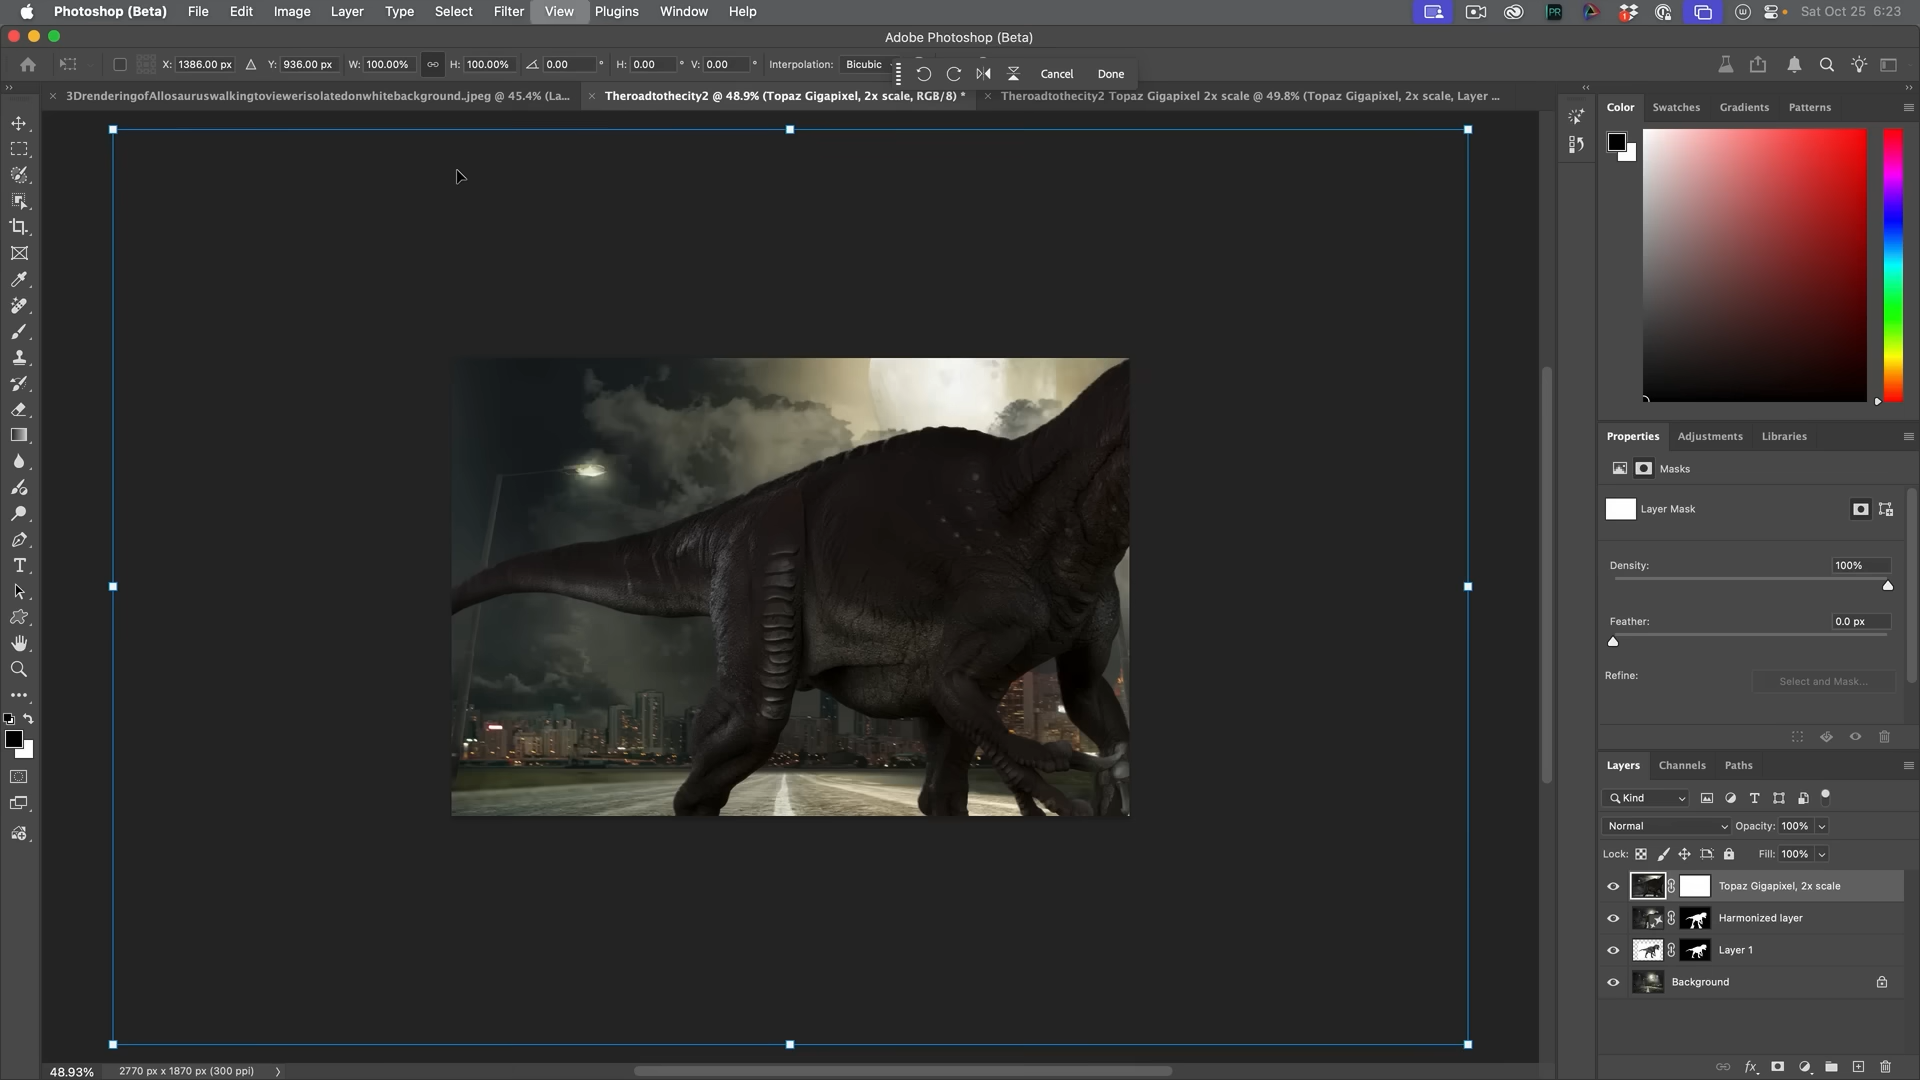 Photoshop (Beta) File Edit Image Layer Type Select Filter View Plugins Window Help Sat Oct 25 6:23
Adobe Photoshop (Beta)
X: 1386.00 px Y: 936.00 px W: 100.00% H: 100.00% 0.00 ° H: 0.00 ° V: 0.00 ° Interpolation: Bicubic Cancel Done
3DrenderingofAllosauruswalkingtoviewerisolatedonwhitebackground..jpeg @ 45.4% (La... Theroadtothecity2 @ 48.9% (Topaz Gigapixel, 2x scale, RGB/8) * Theroadtothecity2 Topaz Gigapixel 2x scale @ 49.8% (Topaz Gigapixel, 2x scale, Layer ...
Color Swatches Gradients Patterns
Properties Adjustments Libraries
Masks
Layer Mask
Density: 100%
Feather: 0.0 px
Refine: Select and Mask...
Layers Channels Paths
Kind
Normal Opacity: 100%
Lock: Fill: 100%
Topaz Gigapixel, 2x scale
Harmonized layer
Layer 1
Background
48.93% 2770 px x 1870 px (300 ppi)